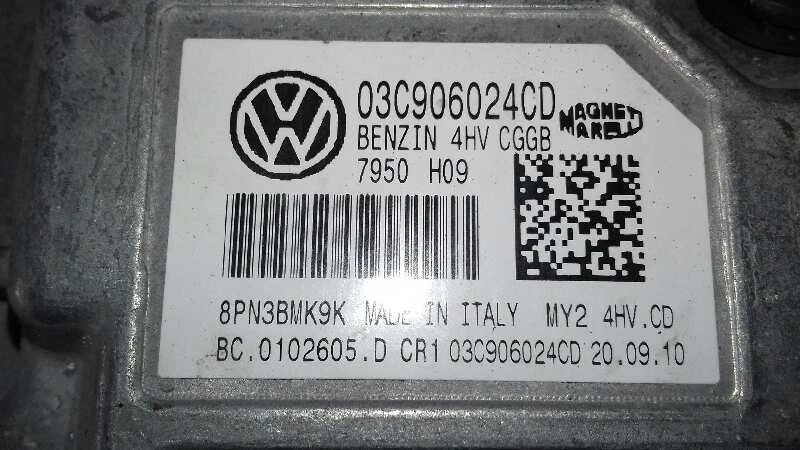 03C906024CD
MAGNETI
MARELLI
BENZIN 4HV CGGB
7950 H09
8PN3BMK9K MADE IN ITALY MY2 4HV.CD
BC.0102605.D CR1 03C906024CD 20.09.10